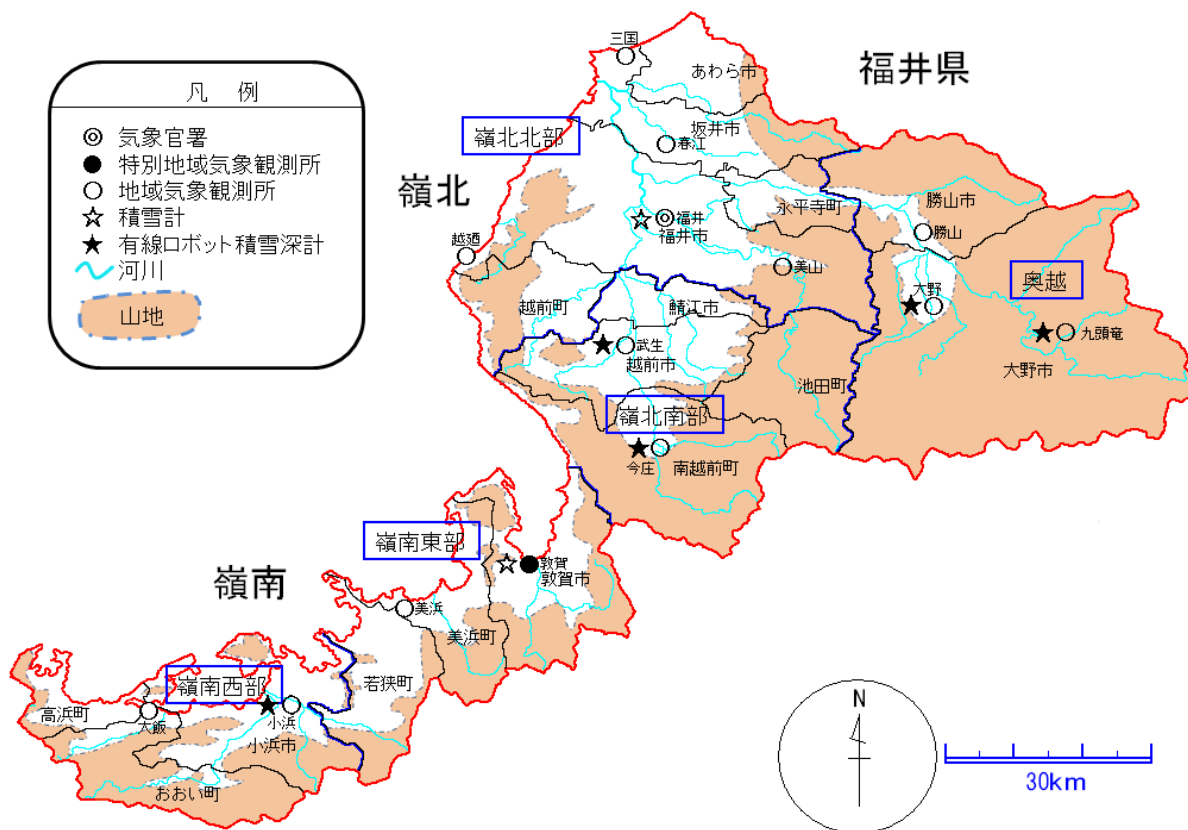 三国
あわら市
福井県
凡 例
気象官署
特別地域気象観測所
地域気象観測所
積雪計
有線ロボット積雪深計
河川
山地
嶺北北部
坂井市
春江
嶺北
永平寺町
勝山市
勝山
福井
福井市
越廼
美山
奥越
大野
越前町
鯖江市
武生
越前市
九頭竜
大野市
池田町
嶺北南部
今庄
南越前町
嶺南東部
敦賀
敦賀市
嶺南
美浜
美浜町
嶺南西部
若狭町
高浜町
大飯
小浜
小浜市
おおい町
N
30km